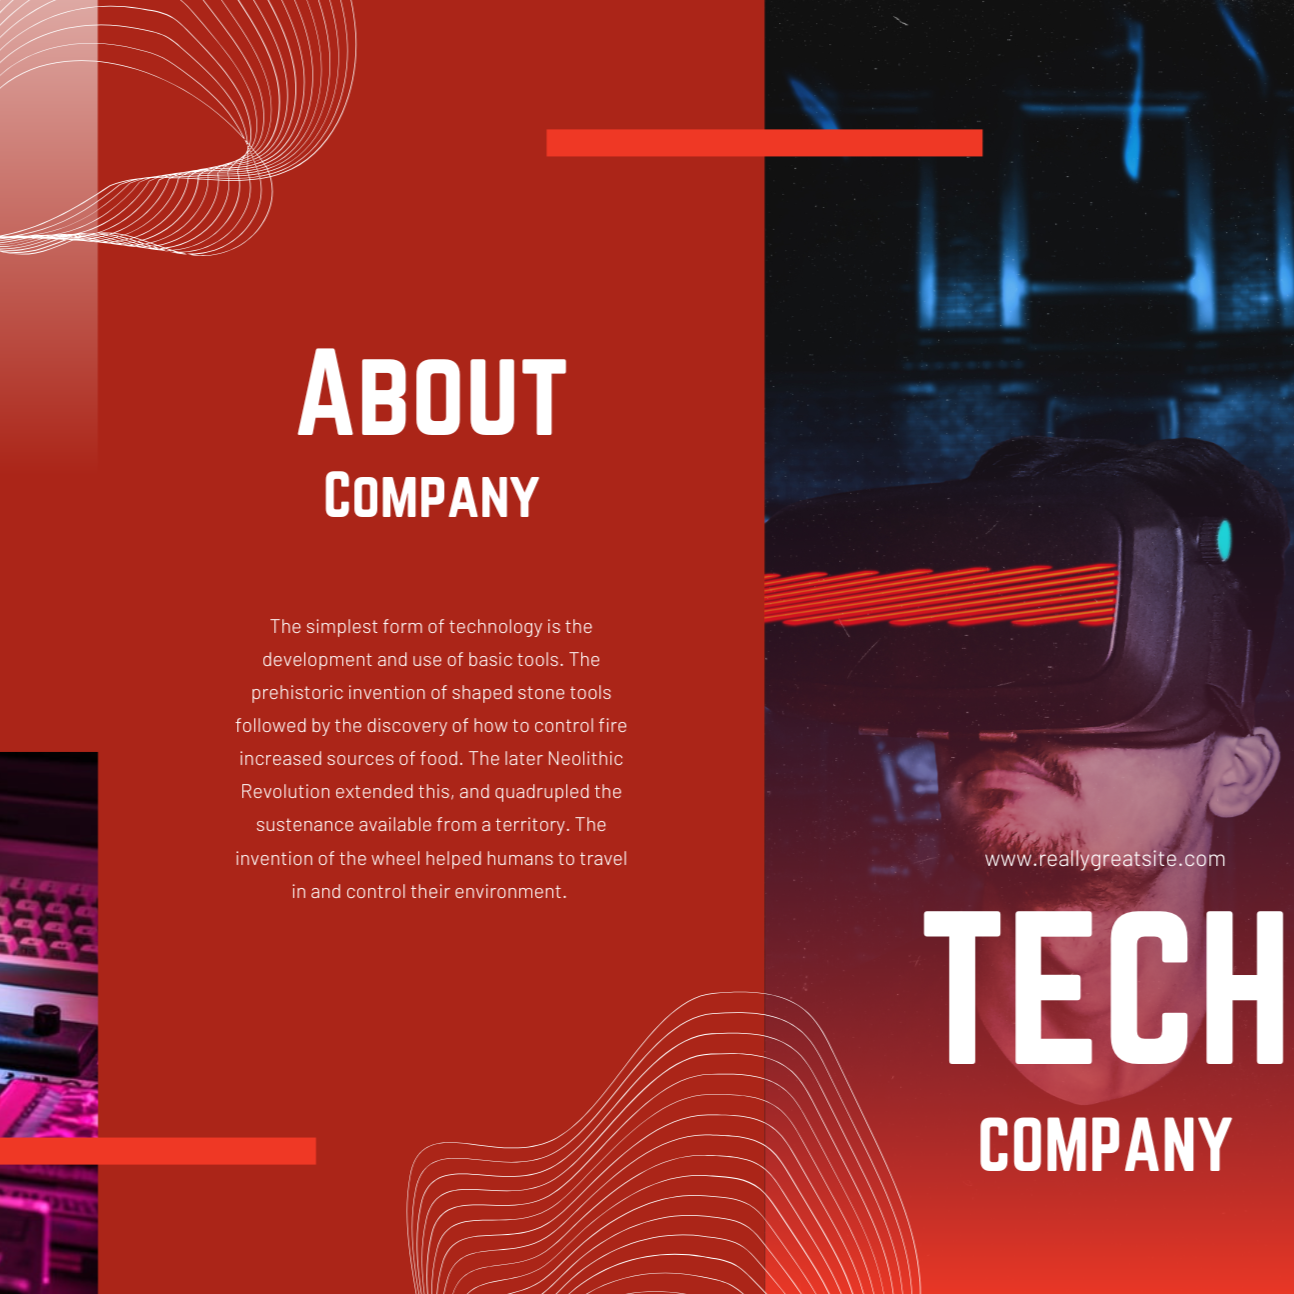 About
Company
The simplest form of technology is the
development and use of basic tools. The
prehistoric invention of shaped stone tools
followed by the discovery of how to control fire
increased sources of food. The later Neolithic
Revolution extended this, and quadrupled the
sustenance available from a territory. The
invention of the wheel helped humans to travel
in and control their environment.
www.reallygreatsite.com
TECH
COMPANY